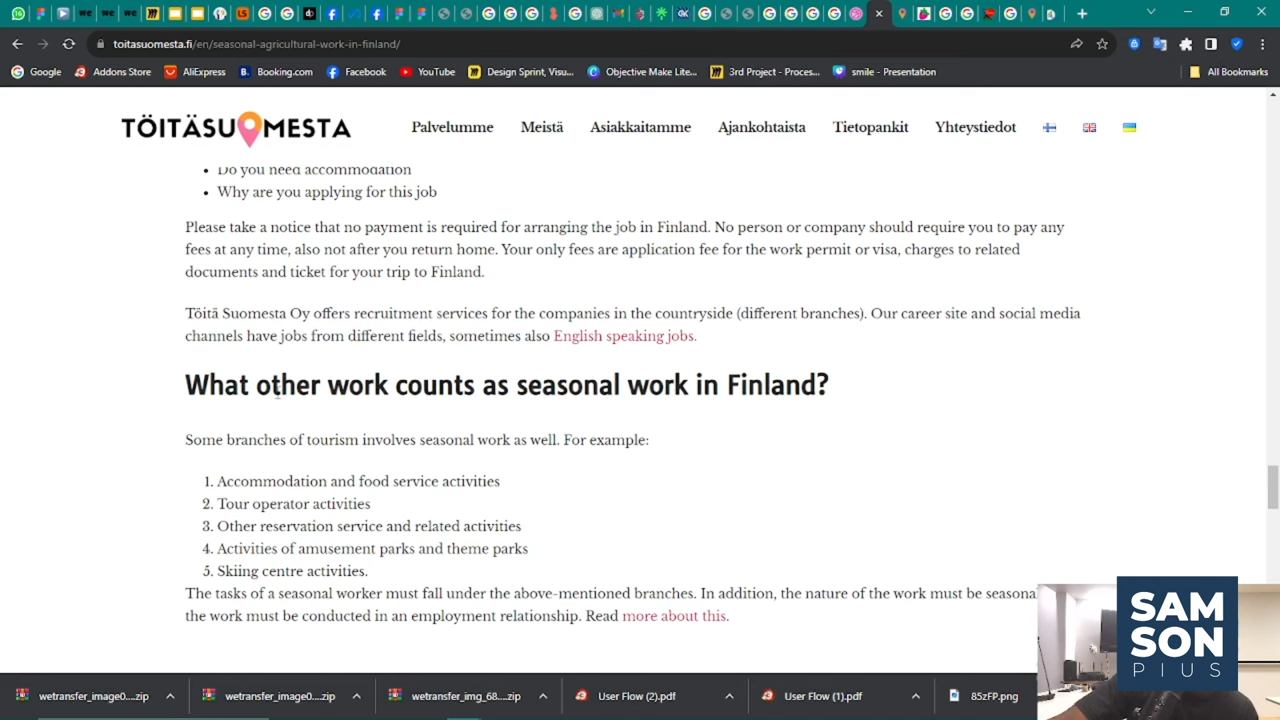 toitasuomesta.fi/en/seasonal-agricultural-work-in-finland/
Google
Addons Store
AliExpress
Booking.com
Facebook
YouTube
Design Sprint, Visu...
Objective Make Lite...
3rd Project - Proces...
smile - Presentation
All Bookmarks
TÖITÄSUOMESTA
Palvelumme
Meistä
Asiakkaitamme
Ajankohtaista
Tietopankit
Yhteystiedot
• Do you need accommodation
• Why are you applying for this job
Please take a notice that no payment is required for arranging the job in Finland. No person or company should require you to pay any
fees at any time, also not after you return home. Your only fees are application fee for the work permit or visa, charges to related
documents and ticket for your trip to Finland.
Töitä Suomesta Oy offers recruitment services for the companies in the countryside (different branches). Our career site and social media
channels have jobs from different fields, sometimes also English speaking jobs.
What other work counts as seasonal work in Finland?
Some branches of tourism involves seasonal work as well. For example:
1. Accommodation and food service activities
2. Tour operator activities
3. Other reservation service and related activities
4. Activities of amusement parks and theme parks
5. Skiing centre activities.
The tasks of a seasonal worker must fall under the above-mentioned branches. In addition, the nature of the work must be seasonal
the work must be conducted in an employment relationship. Read more about this.
SAM
SON
PIUS
wetransfer_image0....zip
wetransfer_image0....zip
wetransfer_img_68....zip
User Flow (2).pdf
User Flow (1).pdf
85zFP.png